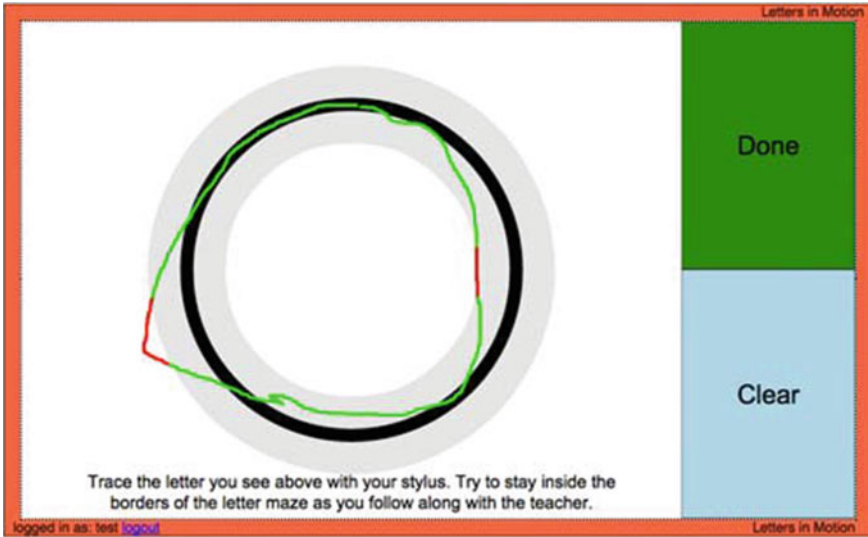 Letters in Motion
Done
Clear
Trace the letter you see above with your stylus. Try to stay inside the
borders of the letter maze as you follow along with the teacher.
logged in as: test logout
Letters in Motion